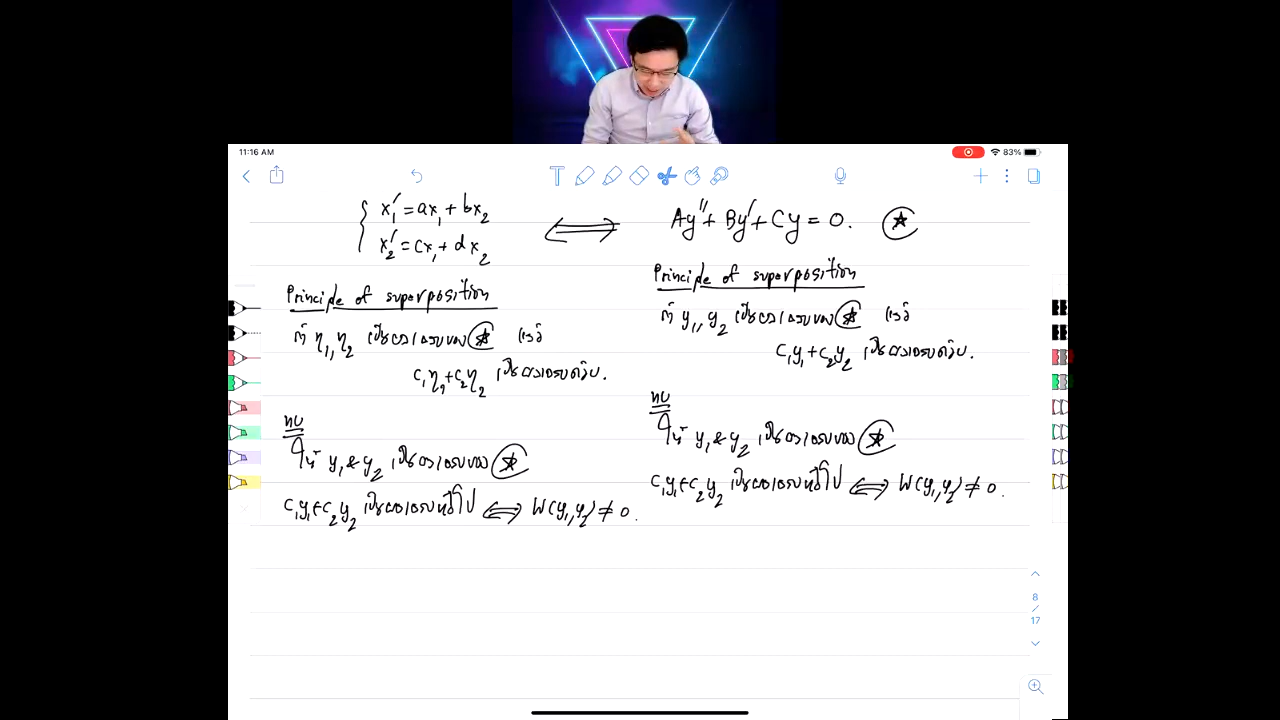 11:16 AM
83%
x₁' = ax₁ + bx₂
x₂' = cx₁ + dx₂
⟺
Ay'' + By' + Cy = 0. ★
Principle of superposition
ถ้า η₁, η₂ เป็นผลเฉลยของ ★ แล้ว
c₁η₁ + c₂η₂ เป็นผลเฉลยด้วย.
ทบ
ให้ y₁ & y₂ เป็นผลเฉลยของ ★
c₁y₁ + c₂y₂ เป็นผลเฉลยทั่วไป ⟺ W(y₁, y₂) ≠ 0.
Principle of superposition
ถ้า y₁, y₂ เป็นผลเฉลยของ ★ แล้ว
c₁y₁ + c₂y₂ เป็นผลเฉลยด้วย.
ทบ
ให้ y₁ & y₂ เป็นผลเฉลยของ ★
c₁y₁ + c₂y₂ เป็นผลเฉลยทั่วไป ⟺ W(y₁, y₂) ≠ 0.
8
/
17